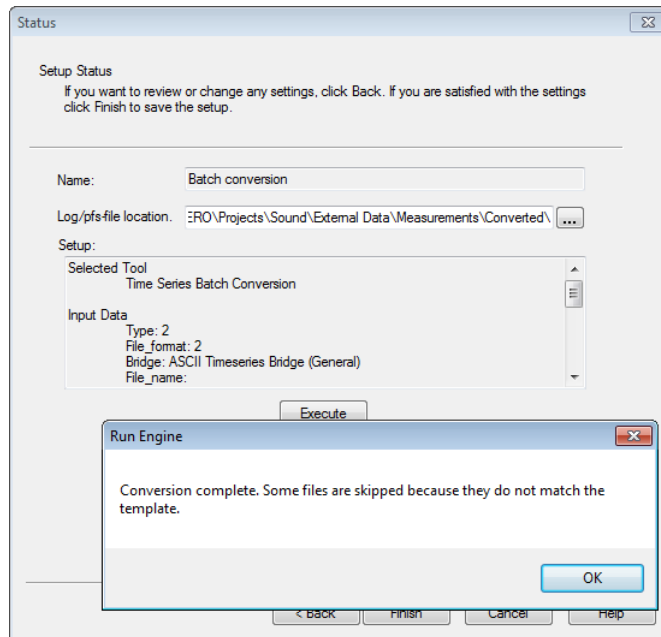 Status
Setup Status
If you want to review or change any settings, click Back. If you are satisfied with the settings
click Finish to save the setup.
Name:
Batch conversion
Log/pfs-file location.
ERO\Projects\Sound\External Data\Measurements\Converted\
...
Setup:
Selected Tool
Time Series Batch Conversion
Input Data
Type: 2
File_format: 2
Bridge: ASCII Timeseries Bridge (General)
File_name:
Execute
Run Engine
Conversion complete. Some files are skipped because they do not match the
template.
OK
< Back
Finish
Cancel
Help